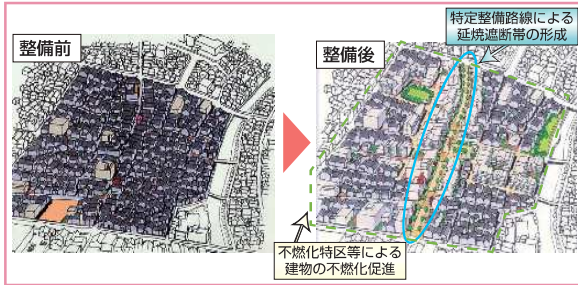 特定整備路線による
延焼遮断帯の形成
整備前
整備後
不燃化特区等による
建物の不燃化促進